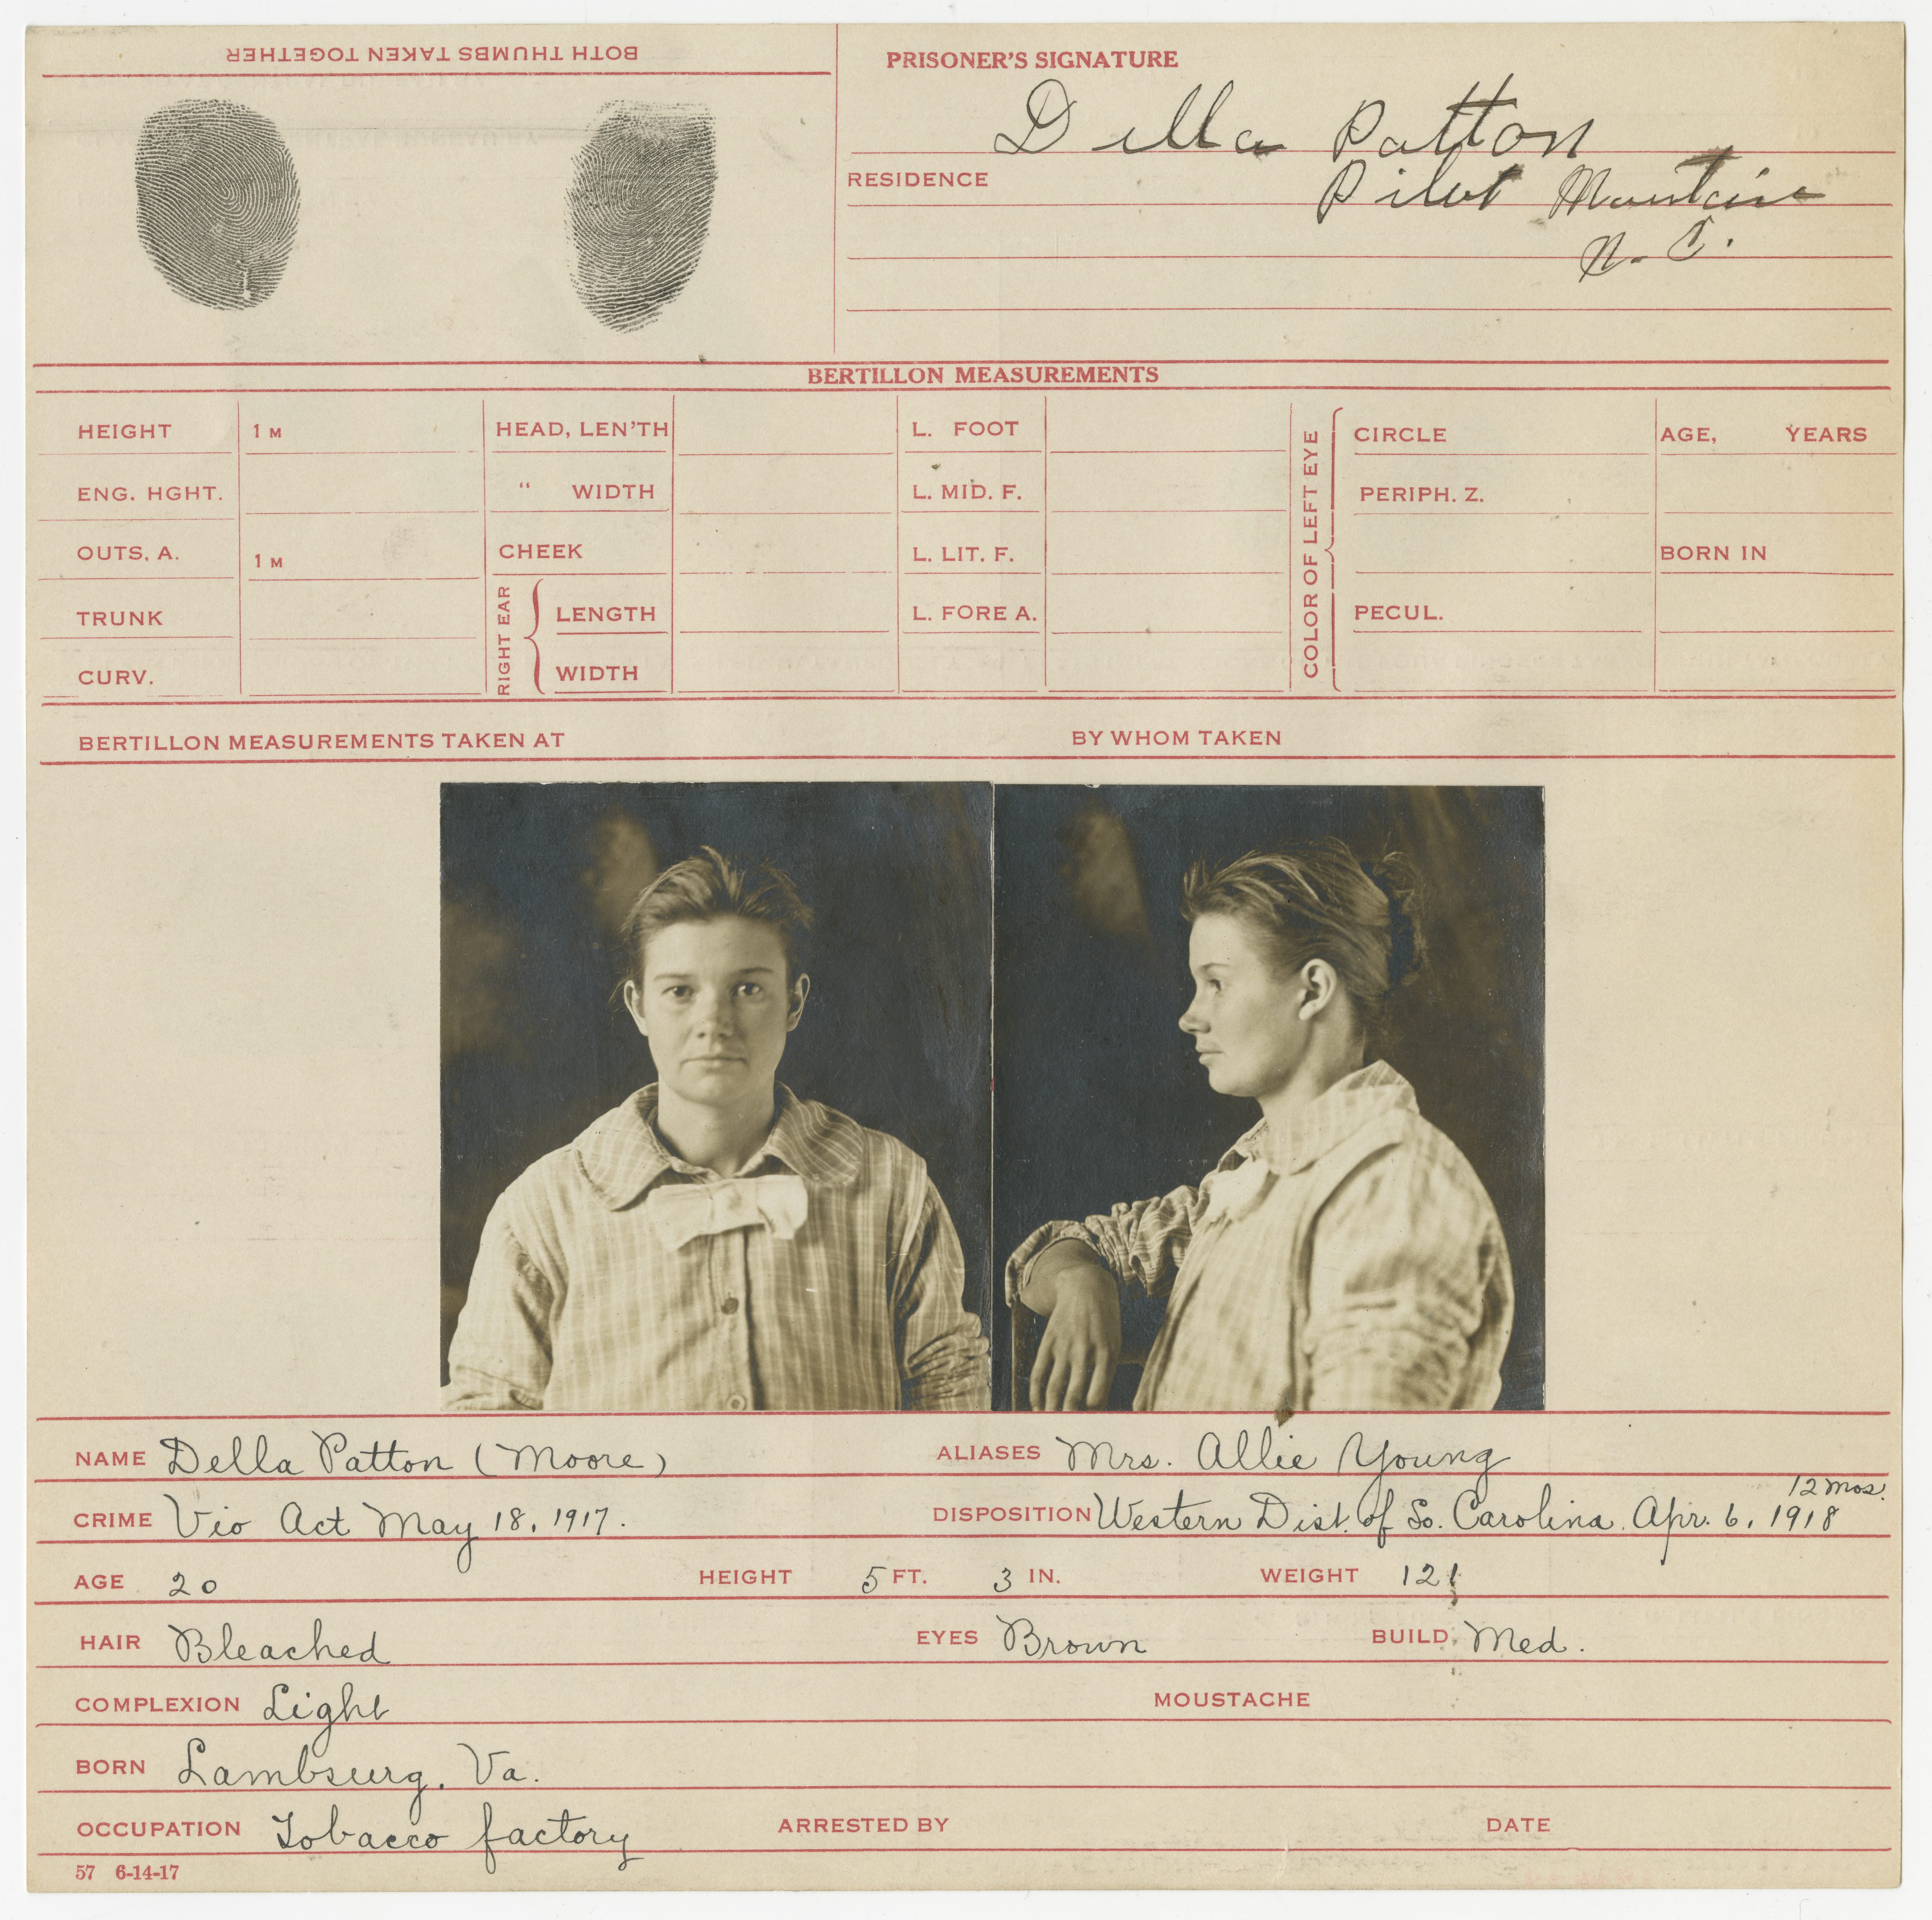 BOTH THUMBS TAKEN TOGETHER
PRISONER'S SIGNATURE
Della Patton
RESIDENCE Pilot Mountain
N. C.
BERTILLON MEASUREMENTS
HEIGHT 1 M HEAD, LEN'TH L. FOOT CIRCLE AGE, YEARS
ENG. HGHT. " WIDTH L. MID. F. PERIPH. Z.
OUTS. A. 1 M CHEEK L. LIT. F. BORN IN
TRUNK LENGTH L. FORE A. PECUL.
CURV. WIDTH
RIGHT EAR
COLOR OF LEFT EYE
BERTILLON MEASUREMENTS TAKEN AT BY WHOM TAKEN
NAME Della Patton (Moore) ALIASES Mrs. Allie Young
12 mos.
CRIME Vio Act May 18, 1917. DISPOSITION Western Dist. of So. Carolina Apr. 6, 1918
AGE 20 HEIGHT 5 FT. 3 IN. WEIGHT 121
HAIR Bleached EYES Brown BUILD Med.
COMPLEXION Light MOUSTACHE
BORN Lambsurg. Va.
OCCUPATION Tobacco factory ARRESTED BY DATE
57 6-14-17